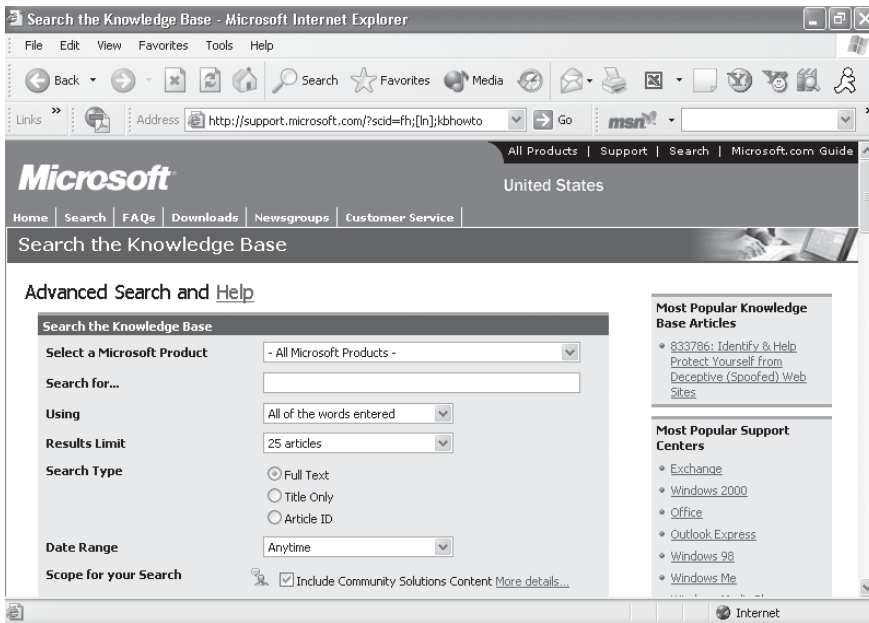 Search the Knowledge Base - Microsoft Internet Explorer
File Edit View Favorites Tools Help
Back Search Favorites Media
Links » Address http://support.microsoft.com/?scid=fh;[ln];kbhowto Go msn
All Products | Support | Search | Microsoft.com Guide
Microsoft
United States
Home | Search | FAQs | Downloads | Newsgroups | Customer Service |
Search the Knowledge Base
Advanced Search and Help
Search the Knowledge Base
Select a Microsoft Product - All Microsoft Products -
Search for...
Using All of the words entered
Results Limit 25 articles
Search Type Full Text
Title Only
Article ID
Date Range Anytime
Scope for your Search Include Community Solutions Content More details...
Most Popular Knowledge
Base Articles
833786: Identify & Help
Protect Yourself from
Deceptive (Spoofed) Web
Sites
Most Popular Support
Centers
Exchange
Windows 2000
Office
Outlook Express
Windows 98
Windows Me
Internet